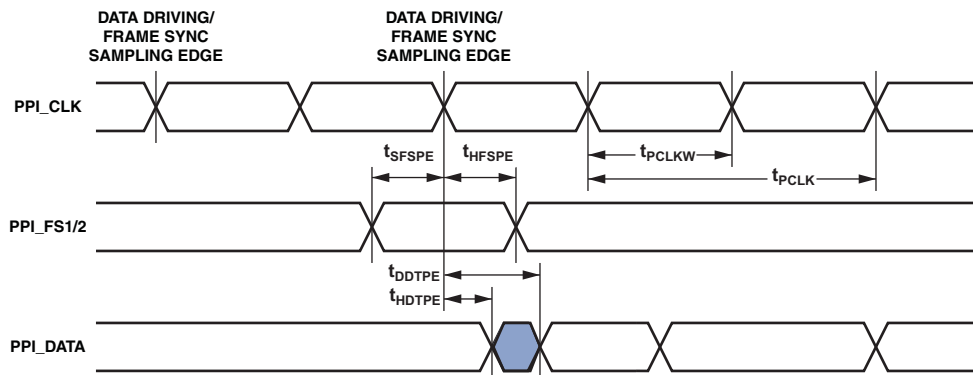 DATA DRIVING/
FRAME SYNC
SAMPLING EDGE
DATA DRIVING/
FRAME SYNC
SAMPLING EDGE
PPI_CLK
tSFSPE
tHFSPE
tPCLKW
tPCLK
PPI_FS1/2
tDDTPE
tHDTPE
PPI_DATA